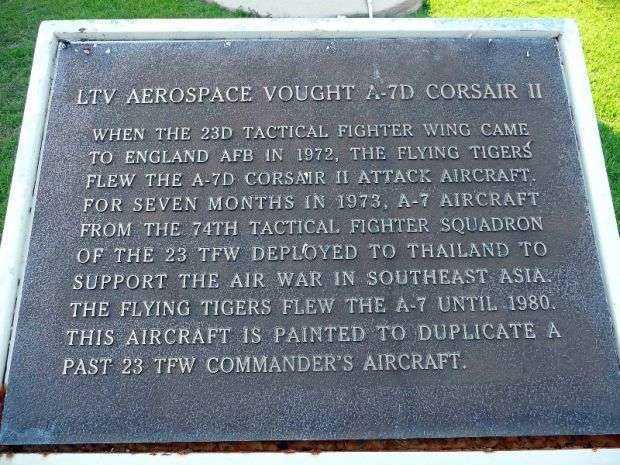 LTV AEROSPACE VOUGHT A-7D CORSAIR II
WHEN THE 23D TACTICAL FIGHTER WING CAME
TO ENGLAND AFB IN 1972, THE FLYING TIGERS
FLEW THE A-7D CORSAIR II ATTACK AIRCRAFT.
FOR SEVEN MONTHS IN 1973, A-7 AIRCRAFT
FROM THE 74TH TACTICAL FIGHTER SQUADRON
OF THE 23 TFW DEPLOYED TO THAILAND TO
SUPPORT THE AIR WAR IN SOUTHEAST ASIA.
THE FLYING TIGERS FLEW THE A-7 UNTIL 1980.
THIS AIRCRAFT IS PAINTED TO DUPLICATE A
PAST 23 TFW COMMANDER'S AIRCRAFT.